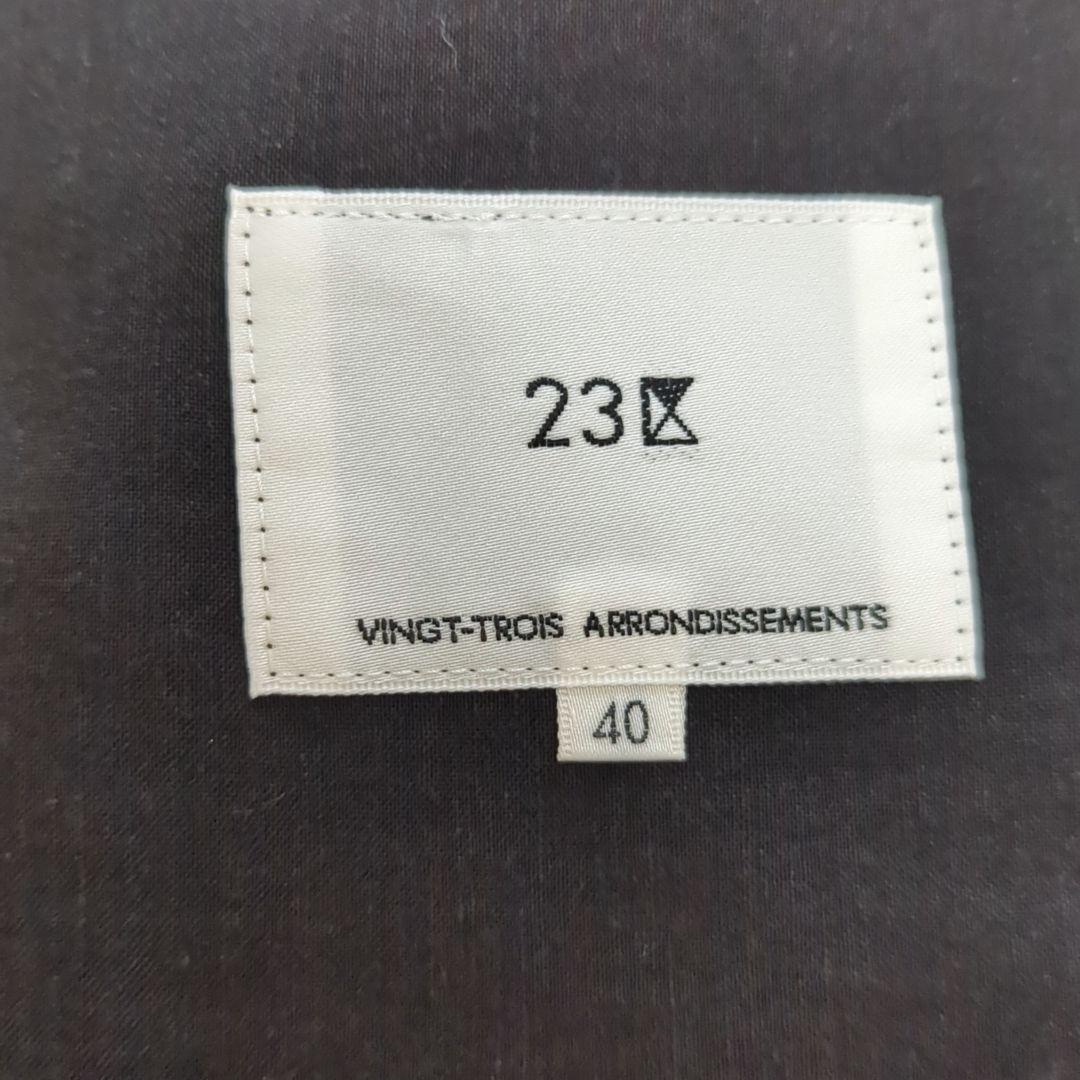 23区
VINGT-TROIS ARRONDISSEMENTS
40